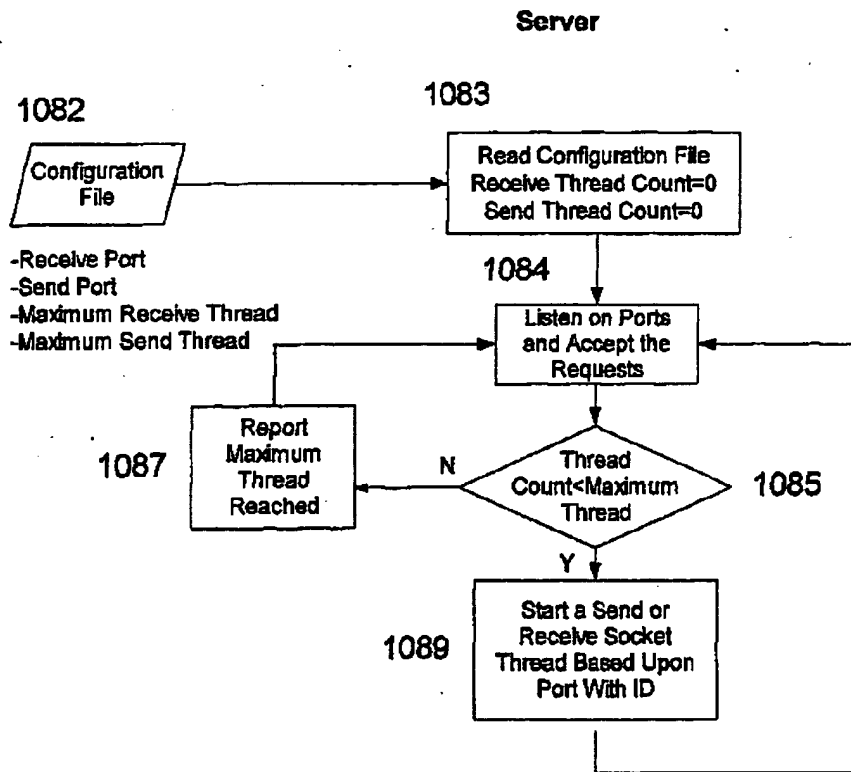 Server
1082
1083
Configuration
File
Read Configuration File
Receive Thread Count=0
Send Thread Count=0
-Receive Port
-Send Port
-Maximum Receive Thread
-Maximum Send Thread
1084
Listen on Ports
and Accept the
Requests
1087
Report
Maximum
Thread
Reached
N
Thread
Count<Maximum
Thread
1085
Y
1089
Start a Send or
Receive Socket
Thread Based Upon
Port With ID